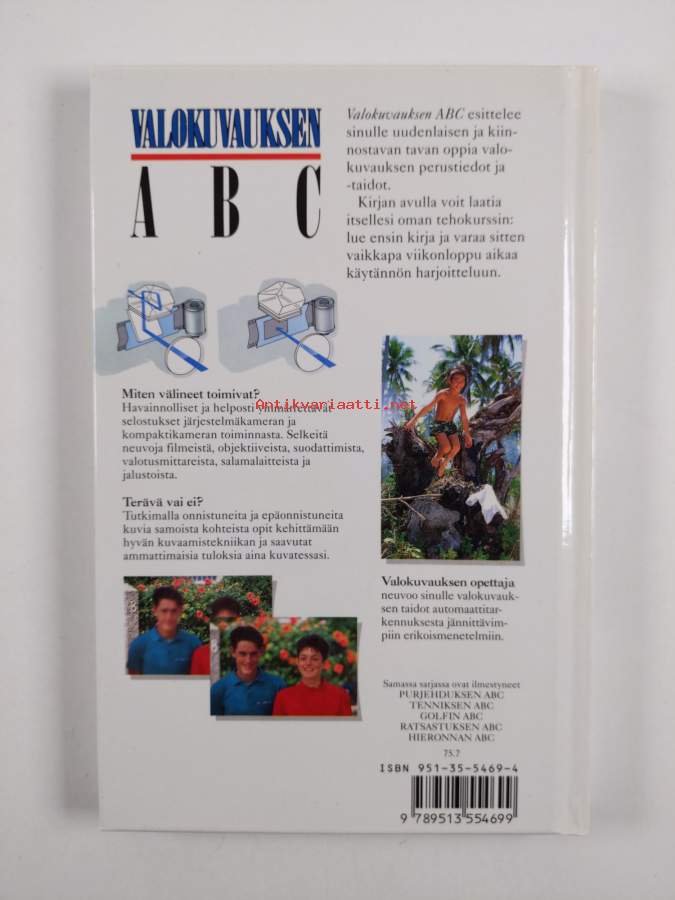 VALOKUVAUKSEN
A B C
Valokuvauksen ABC esittelee
sinulle uudenlaisen ja kiin-
nostavan tavan oppia valo-
kuvauksen perustiedot ja
-taidot.
Kirjan avulla voit laatia
itsellesi oman tehokurssin:
lue ensin kirja ja varaa sitten
vaikkapa viikonloppu aikaa
käytännön harjoitteluun.
Miten välineet toimivat?
Havainnolliset ja helposti ymmärrettävät
selostukset järjestelmäkameran ja
kompaktikameran toiminnasta. Selkeitä
neuvoja filmeistä, objektiiveista, suodattimista,
valotusmittareista, salamalaitteista ja
jalustoista.
Antikvariaatti.net
Terävä vai ei?
Tutkimalla onnistuneita ja epäonnistuneita
kuvia samoista kohteista opit kehittämään
hyvän kuvaamistekniikan ja saavutat
ammattimaisia tuloksia aina kuvatessasi.
Valokuvauksen opettaja
neuvoo sinulle valokuvauk-
sen taidot automaattitar-
kennuksesta jännittävim-
piin erikoismenetelmiin.
Samassa sarjassa ovat ilmestyneet
PURJEHDUKSEN ABC
TENNIKSEN ABC
GOLFIN ABC
RATSASTUKSEN ABC
HIERONNAN ABC
75.7
ISBN 951-35-5469-4
9 789513 554699